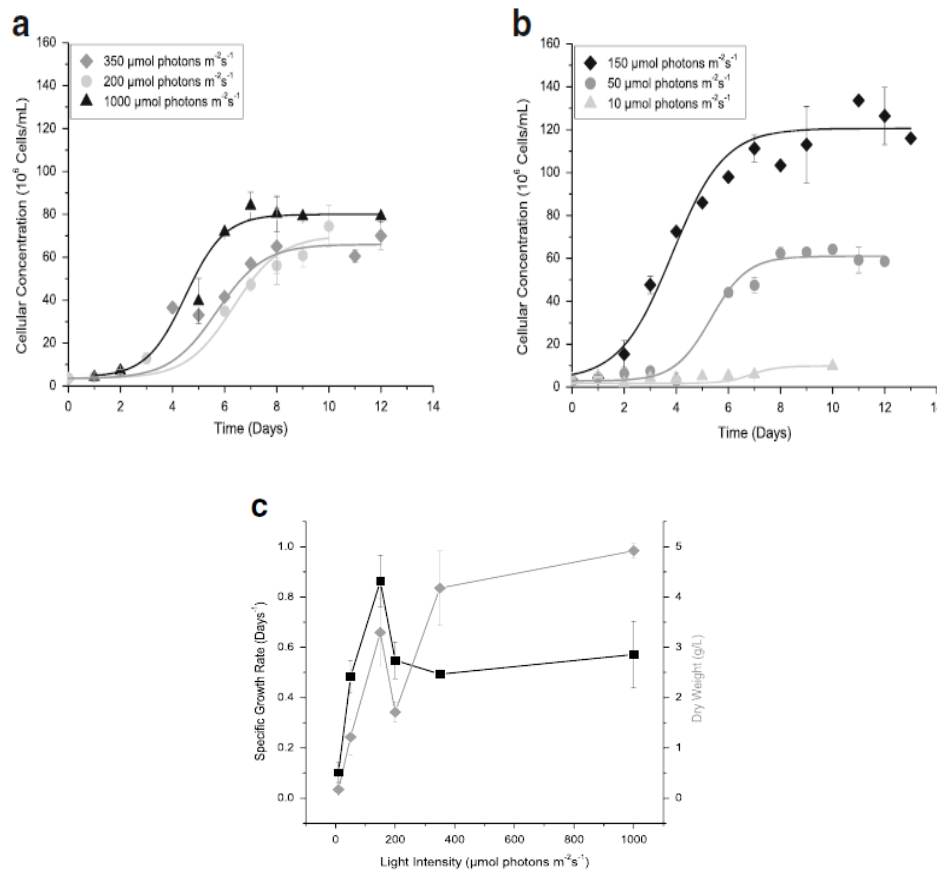 a
350 µmol photons m⁻²s⁻¹
200 µmol photons m⁻²s⁻¹
1000 µmol photons m⁻²s⁻¹
160
140
120
100
80
60
40
20
0
Cellular Concentration (10⁶ Cells/mL)
0 2 4 6 8 10 12 14
Time (Days)
b
150 µmol photons m⁻²s⁻¹
50 µmol photons m⁻²s⁻¹
10 µmol photons m⁻²s⁻¹
160
140
120
100
80
60
40
20
0
Cellular Concentration (10⁶ Cells/mL)
0 2 4 6 8 10 12 14
Time (Days)
c
1.0
0.8
0.6
0.4
0.2
0.0
Specific Growth Rate (Days⁻¹)
5
4
3
2
1
0
Dry Weight (g/L)
0 200 400 600 800 1000
Light Intensity (µmol photons m⁻²s⁻¹)